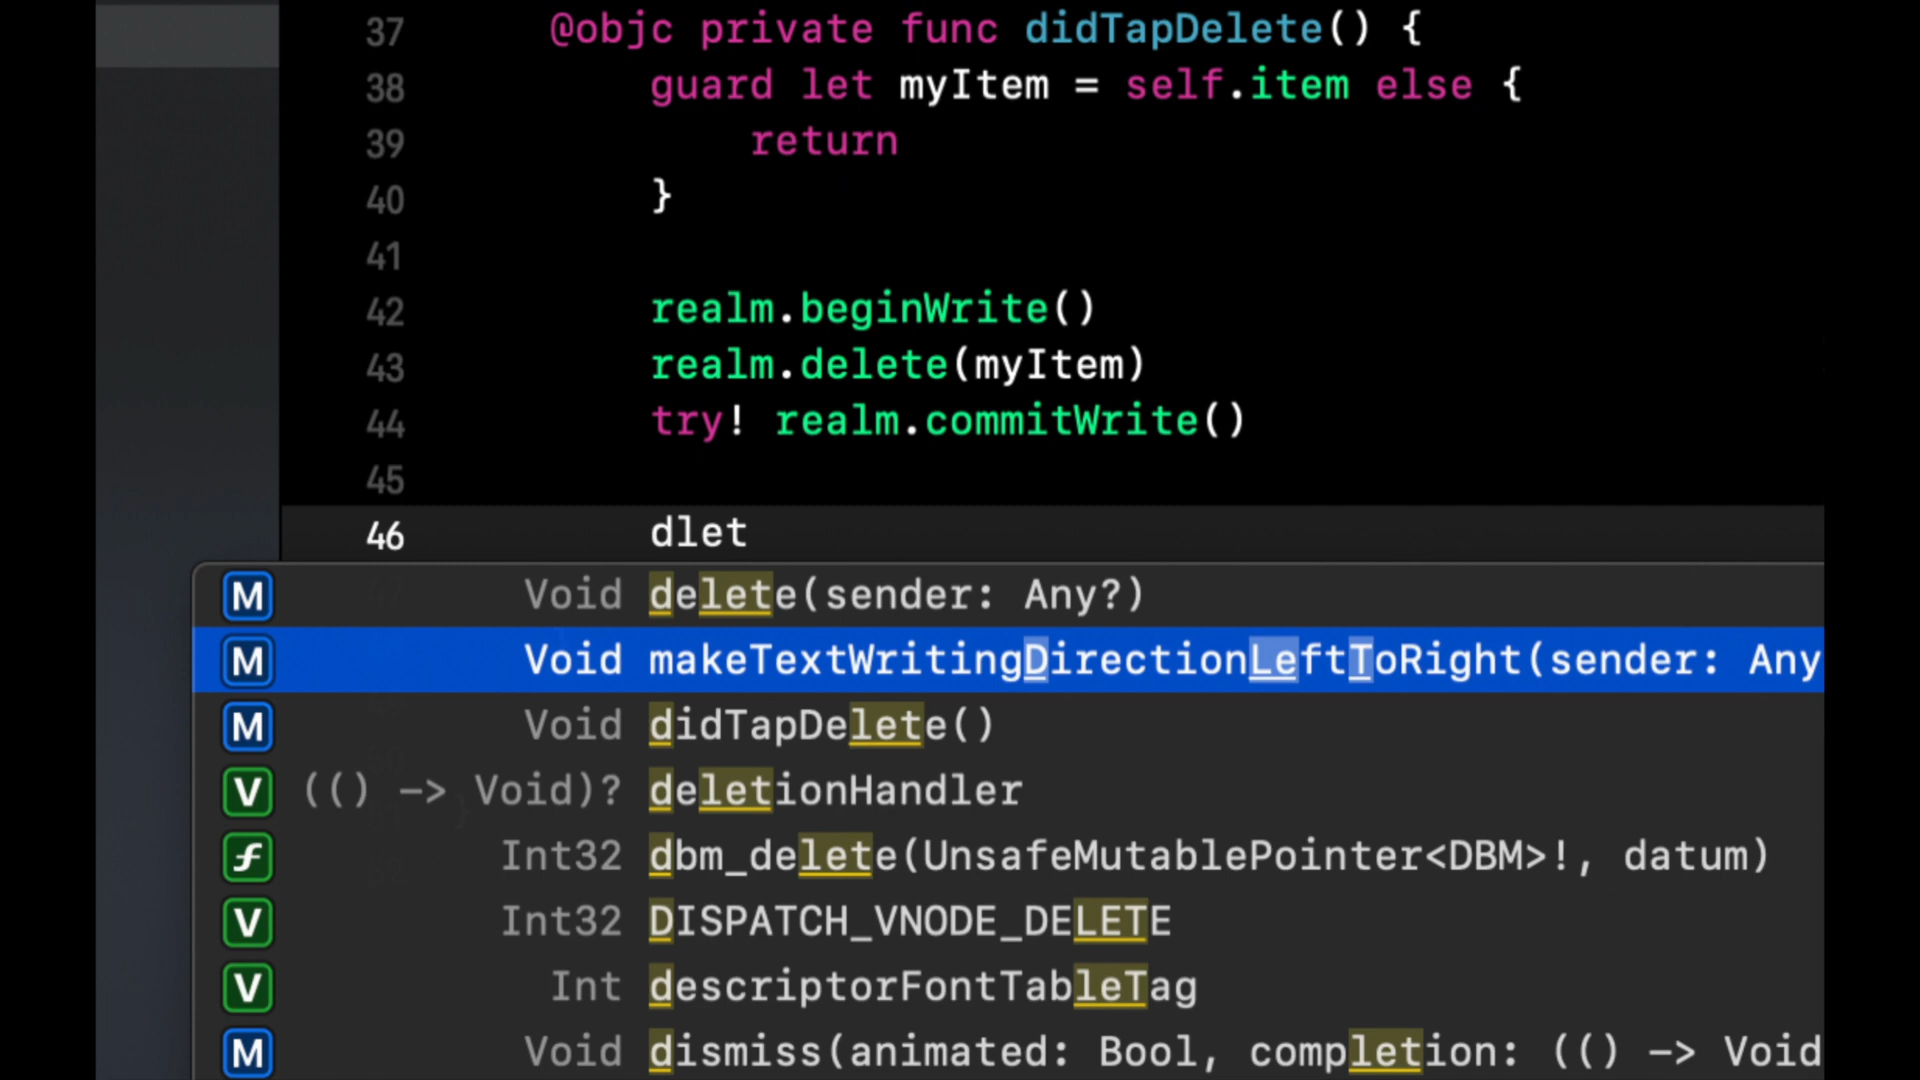 37 @objc private func didTapDelete() {
38 guard let myItem = self.item else {
39 return
40 }
41
42 realm.beginWrite()
43 realm.delete(myItem)
44 try! realm.commitWrite()
45
46 dlet
M Void delete(sender: Any?)
M Void makeTextWritingDirectionLeftToRight(sender: Any
M Void didTapDelete()
V (() -> Void)? deletionHandler
f Int32 dbm_delete(UnsafeMutablePointer<DBM>!, datum)
V Int32 DISPATCH_VNODE_DELETE
V Int descriptorFontTableTag
M Void dismiss(animated: Bool, completion: (() -> Void